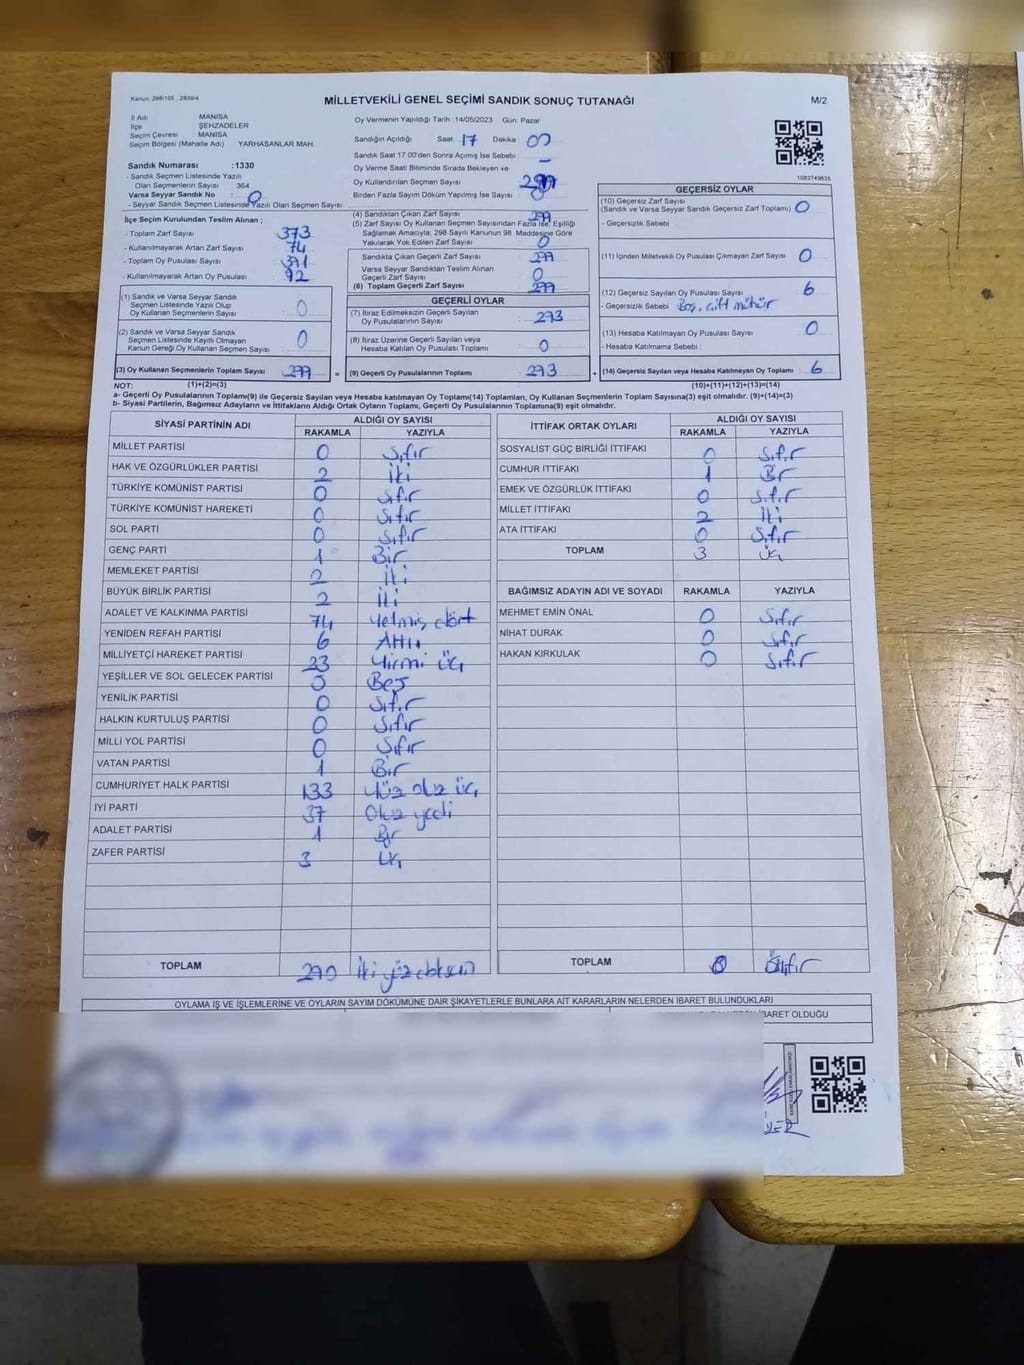 Kanun: 298/105 , 2839/4
MİLLETVEKİLİ GENEL SEÇİMİ SANDIK SONUÇ TUTANAĞI
M/2
İl Adı : MANİSA
İlçe : ŞEHZADELER
Seçim Çevresi : MANİSA
Seçim Bölgesi (Mahalle Adı) YARHASANLAR MAH.
Sandık Numarası :1330
- Sandık Seçmen Listesinde Yazılı
Olan Seçmenlerin Sayısı : 364
Varsa Seyyar Sandık No : 0
- Seyyar Sandık Seçmen Listesinde Yazılı Olan Seçmen Sayısı:
Oy Vermenin Yapıldığı Tarih :14/05/2023 Gün: Pazar
Sandığın Açıldığı Saat 17 Dakika 00
Sandık Saat 17:00'den Sonra Açımış İse Sebebi : -
Oy Verme Saati Bitiminde Sırada Bekleyen ve
Oy Kullandırılan Seçmen Sayısı
Birden Fazla Sayım Döküm Yapılmış İse Sayısı 0
1083749635
İlçe Seçim Kurulundan Teslim Alınan ;
- Toplam Zarf Sayısı : 373
- Kullanılmayarak Artan Zarf Sayısı : 74
- Toplam Oy Pusulası Sayısı : 391
- Kullanılmayarak Artan Oy Pusulası : 92
(4) Sandıktan Çıkan Zarf Sayısı 299
(5) Zarf Sayısı Oy Kullanan Seçmen Sayısından Fazla İse, Eşitliği
Sağlamak Amacıyla; 298 Sayılı Kanunun 98. Maddesine Göre
Yakılarak Yok Edilen Zarf Sayısı 0
Sandıkta Çıkan Geçerli Zarf Sayısı 299
Varsa Seyyar Sandıktan Teslim Alınan
Geçerli Zarf Sayısı 0
(6) Toplam Geçerli Zarf Sayısı 299
GEÇERSİZ OYLAR
(10) Geçersiz Zarf Sayısı
(Sandık ve Varsa Seyyar Sandık Geçersiz Zarf Toplamı) 0
- Geçersizlik Sebebi :
(11) İçinden Milletvekili Oy Pusulası Çıkmayan Zarf Sayısı 0
(12) Geçersiz Sayılan Oy Pusulası Sayısı 6
- Geçersizlik Sebebi : Boş, çift mühür
(13) Hesaba Katılmayan Oy Pusulası Sayısı 0
- Hesaba Katılmama Sebebi :
(1) Sandık ve Varsa Seyyar Sandık
Seçmen Listesinde Yazılı Olup
Oy Kullanan Seçmenlerin Sayısı 0
(2) Sandık ve Varsa Seyyar Sandık
Seçmen Listesinde Kayıtlı Olmayan
Kanun Gereği Oy Kullanan Seçmen Sayısı 0
GEÇERLİ OYLAR
(7) İtiraz Edilmeksizin Geçerli Sayılan
Oy Pusulalarının Sayısı 293
(8) İtiraz Üzerine Geçerli Sayılan veya
Hesaba Katılan Oy Pusulası Toplamı 0
(3) Oy Kullanan Seçmenlerin Toplam Sayısı 299 = (9) Geçerli Oy Pusulalarının Toplamı 293 + (14) Geçersiz Sayılan veya Hesaba Katılmayan Oy Toplamı 6
NOT: (1)+(2)=(3) (10)+(11)+(12)+(13)=(14)
a- Geçerli Oy Pusulalarının Toplamı(9) ile Geçersiz Sayılan veya Hesaba katılmayan Oy Toplamı(14) Toplamları, Oy Kullanan Seçmenlerin Toplam Sayısına(3) eşit olmalıdır. (9)+(14)=(3)
b- Siyasi Partilerin, Bağımsız Adayların ve İttifakların Aldığı Ortak Oyların Toplamı, Geçerli Oy Pusulalarının Toplamına(9) eşit olmalıdır.
SİYASİ PARTİNİN ADI ALDIĞI OY SAYISI
RAKAMLA YAZIYLA
MİLLET PARTİSİ 0 Sıfır
HAK VE ÖZGÜRLÜKLER PARTİSİ 2 İki
TÜRKİYE KOMÜNİST PARTİSİ 0 Sıfır
TÜRKİYE KOMÜNİST HAREKETİ 0 Sıfır
SOL PARTİ 0 Sıfır
GENÇ PARTİ 1 Bir
MEMLEKET PARTİSİ 2 İki
BÜYÜK BİRLİK PARTİSİ 2 İki
ADALET VE KALKINMA PARTİSİ 74 Yetmiş dört
YENİDEN REFAH PARTİSİ 6 Altı
MİLLİYETÇİ HAREKET PARTİSİ 23 Yirmi üç
YEŞİLLER VE SOL GELECEK PARTİSİ 5 Beş
YENİLİK PARTİSİ 0 Sıfır
HALKIN KURTULUŞ PARTİSİ 0 Sıfır
MİLLİ YOL PARTİSİ 0 Sıfır
VATAN PARTİSİ 1 Bir
CUMHURİYET HALK PARTİSİ 133 Yüz otuz üç
İYİ PARTİ 37 Otuz yedi
ADALET PARTİSİ 1 Bir
ZAFER PARTİSİ 3 Üç
TOPLAM 290 İki yüz doksan
İTTİFAK ORTAK OYLARI ALDIĞI OY SAYISI
RAKAMLA YAZIYLA
SOSYALİST GÜÇ BİRLİĞİ İTTİFAKI 0 Sıfır
CUMHUR İTTİFAKI 1 Bir
EMEK VE ÖZGÜRLÜK İTTİFAKI 0 Sıfır
MİLLET İTTİFAKI 2 İki
ATA İTTİFAKI 0 Sıfır
TOPLAM 3 Üç
BAĞIMSIZ ADAYIN ADI VE SOYADI RAKAMLA YAZIYLA
MEHMET EMİN ÖNAL 0 Sıfır
NİHAT DURAK 0 Sıfır
HAKAN KIRKULAK 0 Sıfır
TOPLAM 0 Sıfır
OYLAMA İŞ VE İŞLEMLERİNE VE OYLARIN SAYIM DÖKÜMÜNE DAİR ŞİKAYETLERLE BUNLARA AİT KARARLARIN NELERDEN İBARET BULUNDUKLARI
İBARET OLDUĞU